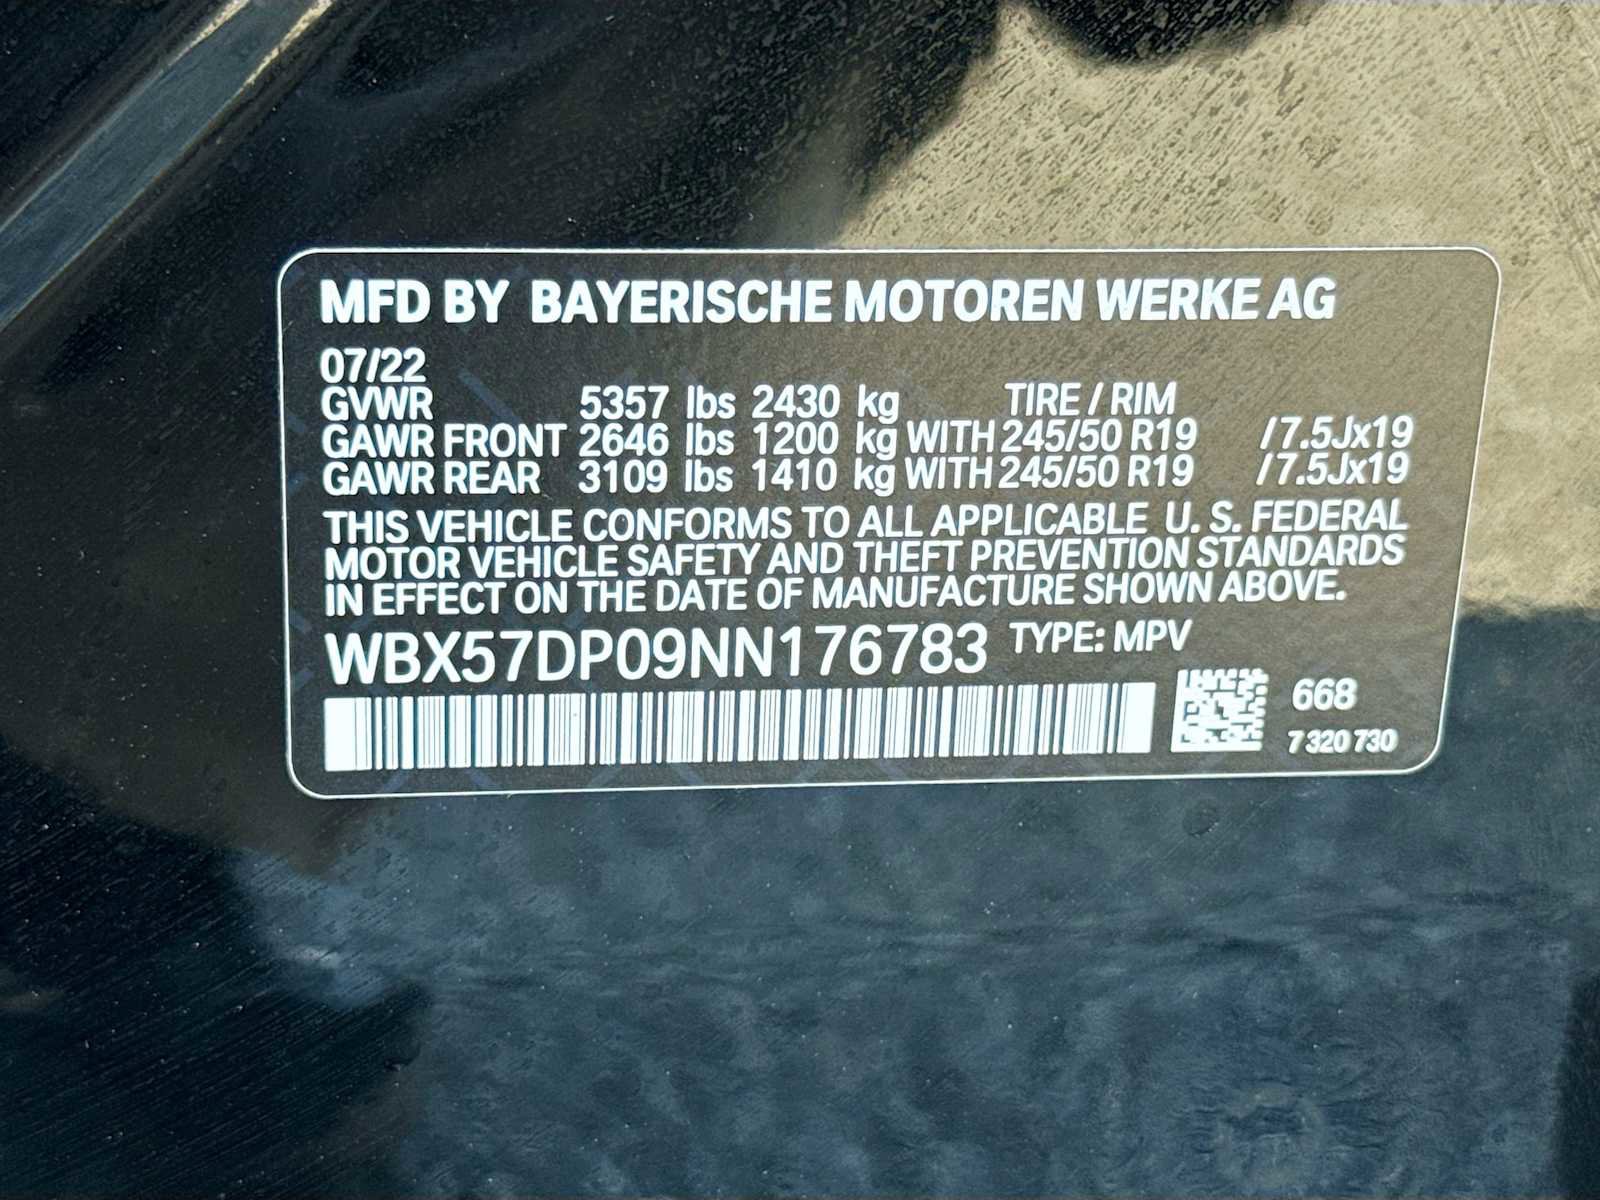 MFD BY BAYERISCHE MOTOREN WERKE AG
07/22
GVWR 5357 lbs 2430 kg TIRE / RIM
GAWR FRONT 2646 lbs 1200 kg WITH 245/50 R19 /7.5Jx19
GAWR REAR 3109 lbs 1410 kg WITH 245/50 R19 /7.5Jx19
THIS VEHICLE CONFORMS TO ALL APPLICABLE U. S. FEDERAL
MOTOR VEHICLE SAFETY AND THEFT PREVENTION STANDARDS
IN EFFECT ON THE DATE OF MANUFACTURE SHOWN ABOVE.
WBX57DP09NN176783 TYPE: MPV
668
7 320 730